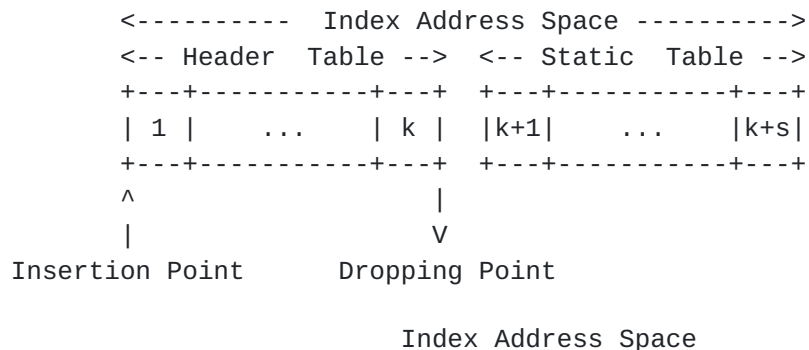 <----------  Index Address Space ---------->
<-- Header  Table -->  <-- Static  Table -->
+---+-----------+---+  +---+-----------+---+
| 1 |    ...    | k |  |k+1|    ...    |k+s|
+---+-----------+---+  +---+-----------+---+
^                   |
|                   V
Insertion Point      Dropping Point
Index Address Space